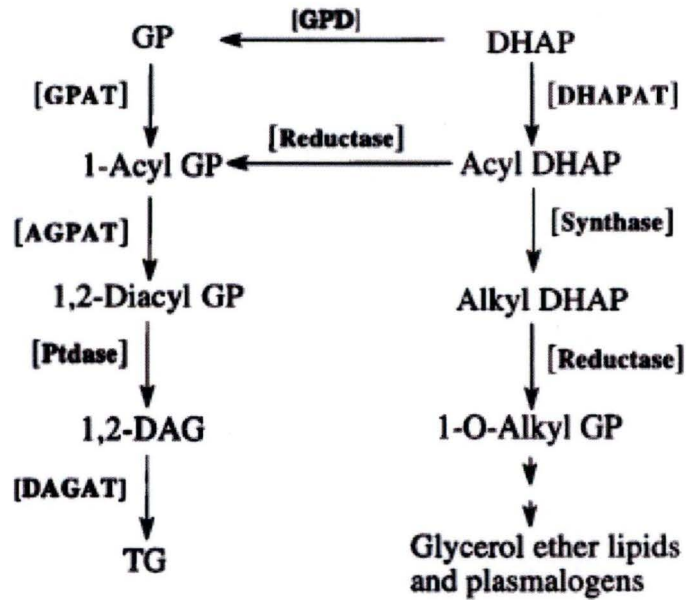 [GPD]
GP DHAP
[GPAT] [DHAPAT]
[Reductase]
1-Acyl GP Acyl DHAP
[AGPAT] [Synthase]
1,2-Diacyl GP Alkyl DHAP
[Ptdase] [Reductase]
1,2-DAG 1-O-Alkyl GP
[DAGAT]
TG
Glycerol ether lipids
and plasmalogens